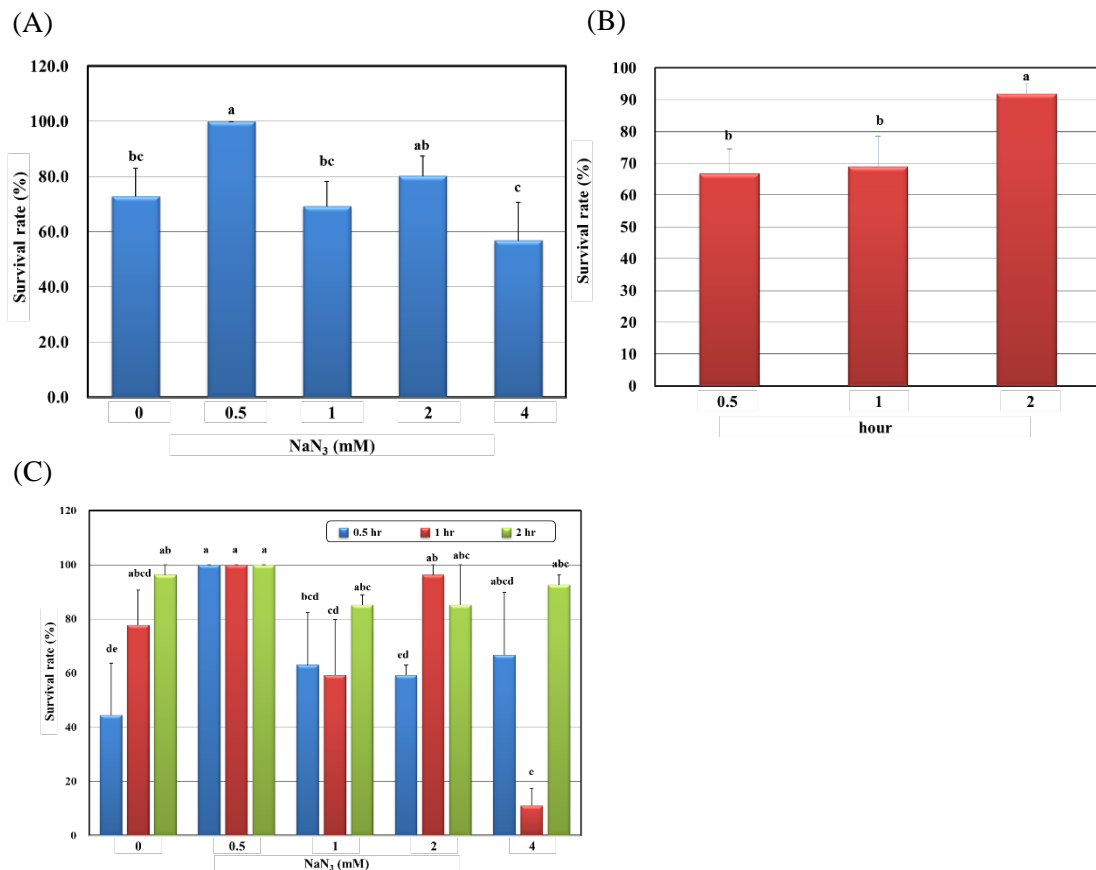 (A)
(B)
120.0
100.0
80.0
60.0
40.0
20.0
0.0
Survival rate (%)
bc
a
bc
ab
c
0 0.5 1 2 4
NaN₃ (mM)
100
90
80
70
60
50
40
30
20
10
0
Survival rate (%)
b
b
a
0.5 1 2
hour
(C)
120
100
80
60
40
20
0
Survival rate (%)
0.5 hr 1 hr 2 hr
de
abcd
ab
a
a
a
bcd
cd
abc
ed
ab
abc
abcd
e
abc
0 0.5 1 2 4
NaN₃ (mM)